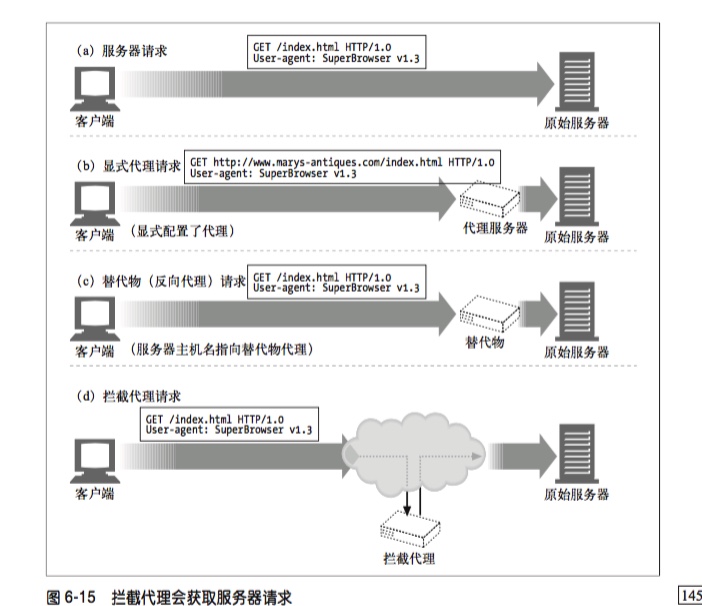 (a) 服务器请求
GET /index.html HTTP/1.0
User-agent: SuperBrowser v1.3
客户端
原始服务器
(b) 显式代理请求
GET http://www.marys-antiques.com/index.html HTTP/1.0
User-agent: SuperBrowser v1.3
客户端
(显式配置了代理)
代理服务器
原始服务器
(c) 替代物(反向代理)请求
GET /index.html HTTP/1.0
User-agent: SuperBrowser v1.3
客户端
(服务器主机名指向替代物代理)
替代物
原始服务器
(d) 拦截代理请求
GET /index.html HTTP/1.0
User-agent: SuperBrowser v1.3
客户端
原始服务器
拦截代理
图 6-15 拦截代理会获取服务器请求
145